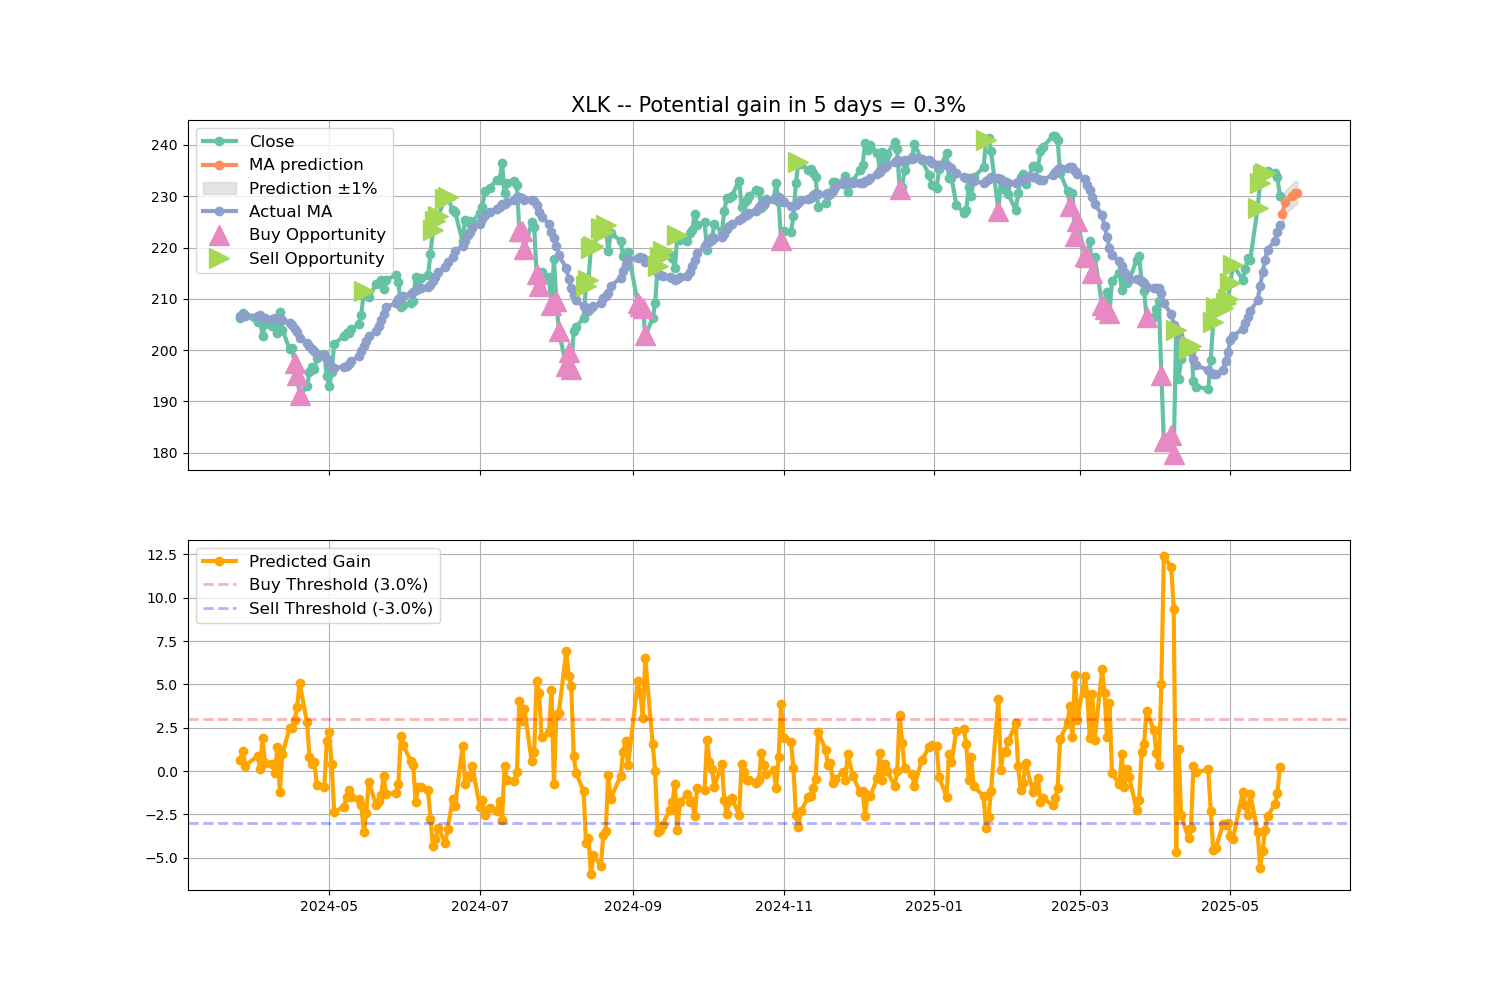 XLK -- Potential gain in 5 days = 0.3%
Close
MA prediction
Prediction ±1%
Actual MA
Buy Opportunity
Sell Opportunity
240
230
220
210
200
190
180
Predicted Gain
Buy Threshold (3.0%)
Sell Threshold (-3.0%)
12.5
10.0
7.5
5.0
2.5
0.0
−2.5
−5.0
2024-05 2024-07 2024-09 2024-11 2025-01 2025-03 2025-05